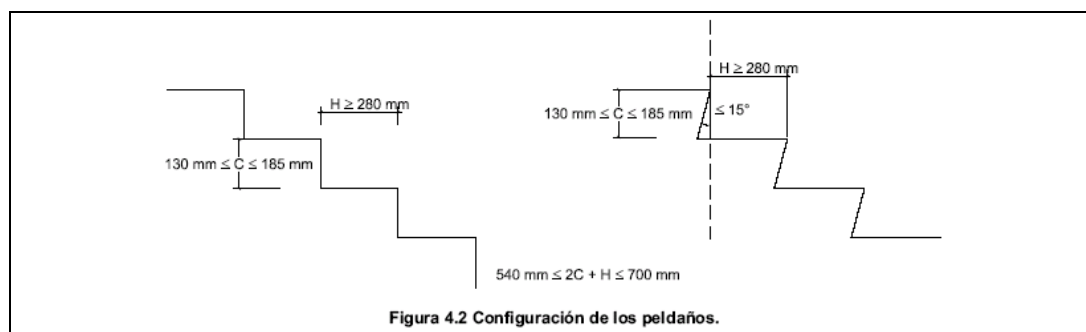 H ≥ 280 mm
130 mm ≤ C ≤ 185 mm
540 mm ≤ 2C + H ≤ 700 mm
H ≥ 280 mm
130 mm ≤ C ≤ 185 mm
≤ 15°
Figura 4.2 Configuración de los peldaños.